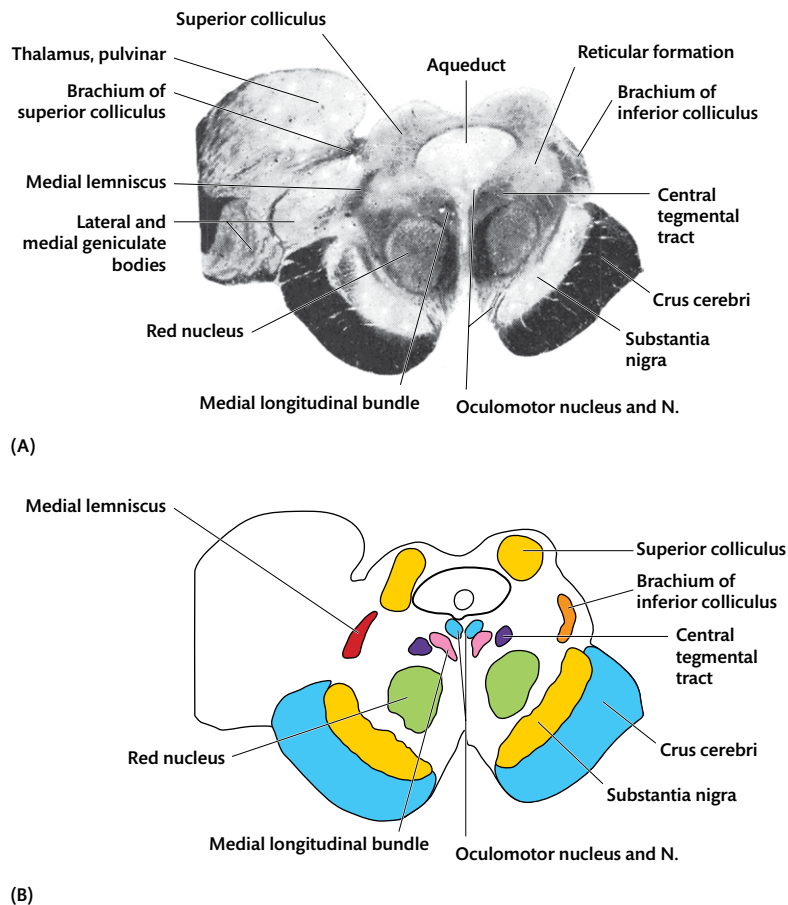 Superior colliculus
Thalamus, pulvinar
Aqueduct
Reticular formation
Brachium of
superior colliculus
Brachium of
inferior colliculus
Medial lemniscus
Central
tegmental
tract
Lateral and
medial geniculate
bodies
Crus cerebri
Red nucleus
Substantia
nigra
Medial longitudinal bundle
Oculomotor nucleus and N.
(A)
Medial lemniscus
Superior colliculus
Brachium of
inferior colliculus
Central
tegmental
tract
Red nucleus
Crus cerebri
Substantia nigra
Medial longitudinal bundle
Oculomotor nucleus and N.
(B)